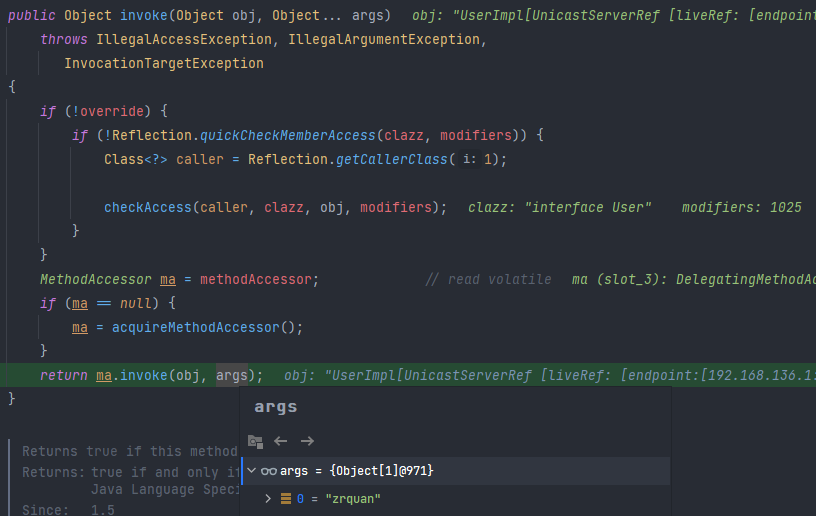 public Object invoke(Object obj, Object... args)   obj: "UserImpl[UnicastServerRef [liveRef: [endpoint
throws IllegalAccessException, IllegalArgumentException,
InvocationTargetException
{
if (!override) {
if (!Reflection.quickCheckMemberAccess(clazz, modifiers)) {
Class<?> caller = Reflection.getCallerClass( i: 1);
checkAccess(caller, clazz, obj, modifiers);   clazz: "interface User"    modifiers: 1025
}
}
MethodAccessor ma = methodAccessor;             // read volatile   ma (slot_3): DelegatingMethodAc
if (ma == null) {
ma = acquireMethodAccessor();
}
return ma.invoke(obj, args);   obj: "UserImpl[UnicastServerRef [liveRef: [endpoint:[192.168.136.1:
}
args
Returns true if this method
args = {Object[1]@971}
Returns: true if and only if
Java Language Speci
0 = "zrquan"
Since: 1.5